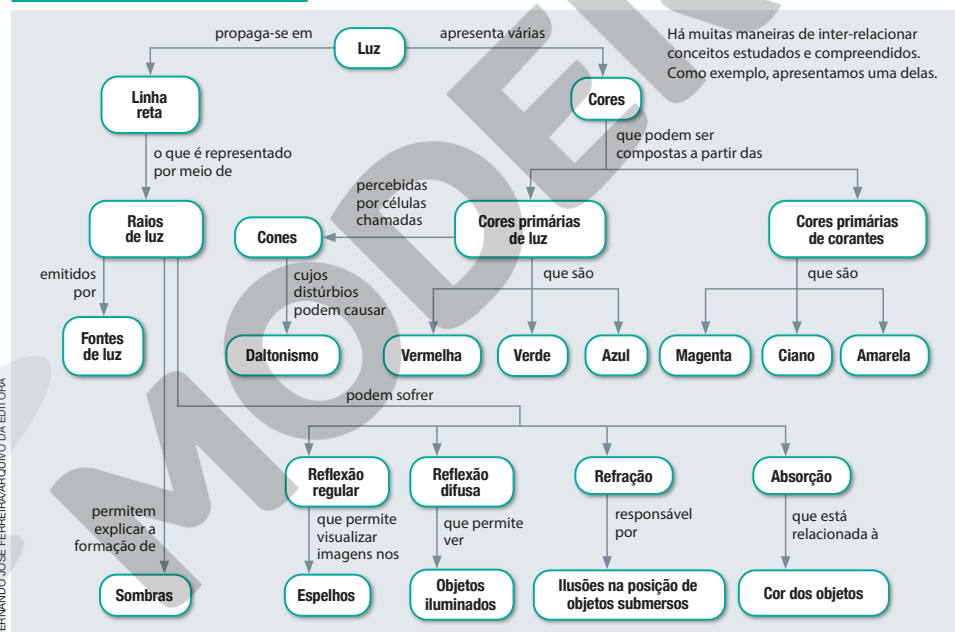 propaga-se em
Luz
apresenta várias
Há muitas maneiras de inter-relacionar
conceitos estudados e compreendidos.
Como exemplo, apresentamos uma delas.
Linha
reta
Cores
o que é representado
por meio de
que podem ser
compostas a partir das
Raios
de luz
Cones
percebidas
por células
chamadas
Cores primárias
de luz
Cores primárias
de corantes
emitidos
por
cujos
distúrbios
podem causar
que são
que são
Fontes
de luz
Daltonismo
Vermelha
Verde
Azul
Magenta
Ciano
Amarela
podem sofrer
Reflexão
regular
Reflexão
difusa
Refração
Absorção
permitem
explicar a
formação de
que permite
visualizar
imagens nos
que permite
ver
responsável
por
que está
relacionada à
Sombras
Espelhos
Objetos
iluminados
Ilusões na posição de
objetos submersos
Cor dos objetos
JOSÉ FERREIRA/ARQUIVO DA EDITORA